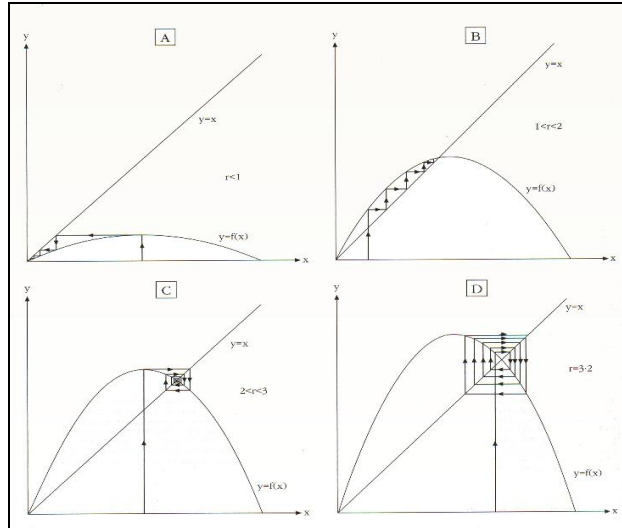 A
y
y=x
r<1
y=f(x)
x
B
y
y=x
1<r<2
y=f(x)
x
C
y
y=x
2<r<3
y=f(x)
x
D
y
y=x
r=3·2
y=f(x)
x